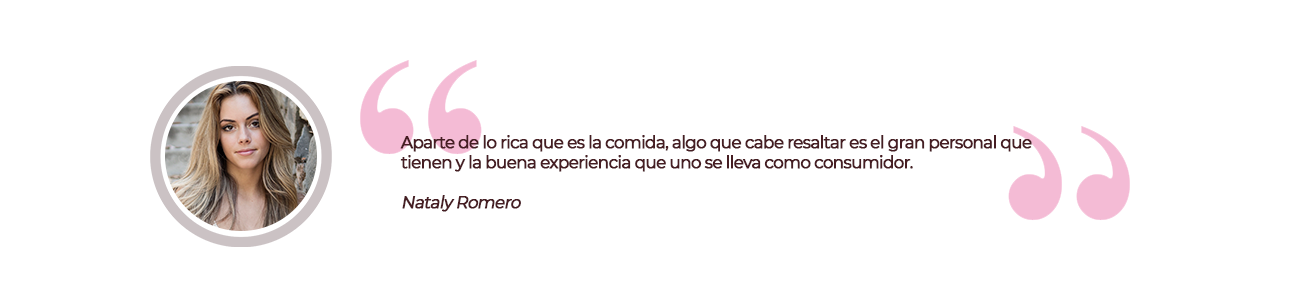 Aparte de lo rica que es la comida, algo que cabe resaltar es el gran personal que
tienen y la buena experiencia que uno se lleva como consumidor.
Nataly Romero